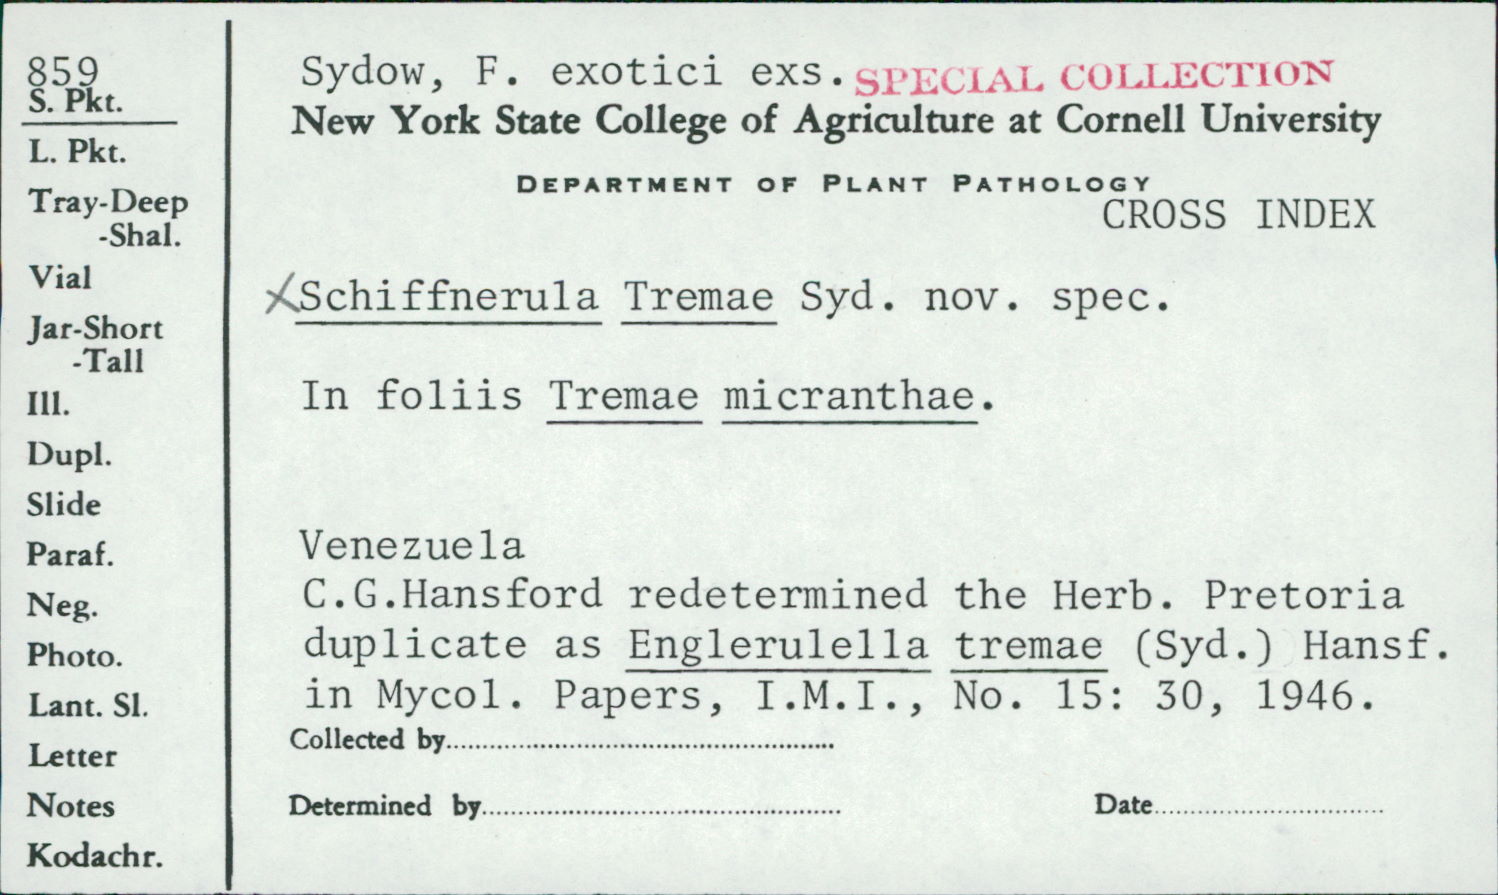 859
S. Pkt.
L. Pkt.
Tray-Deep
-Shal.
Vial
Jar-Short
-Tall
Ill.
Dupl.
Slide
Paraf.
Neg.
Photo.
Lant. Sl.
Letter
Notes
Kodachr.
Sydow, F. exotici exs. SPECIAL COLLECTION
New York State College of Agriculture at Cornell University
DEPARTMENT OF PLANT PATHOLOGY
CROSS INDEX
XSchiffnerula Tremae Syd. nov. spec.
In foliis Tremae micranthae.
Venezuela
C.G.Hansford redetermined the Herb. Pretoria
duplicate as Englerulella tremae (Syd.) Hansf.
in Mycol. Papers, I.M.I., No. 15: 30, 1946.
Collected by
Determined by Date